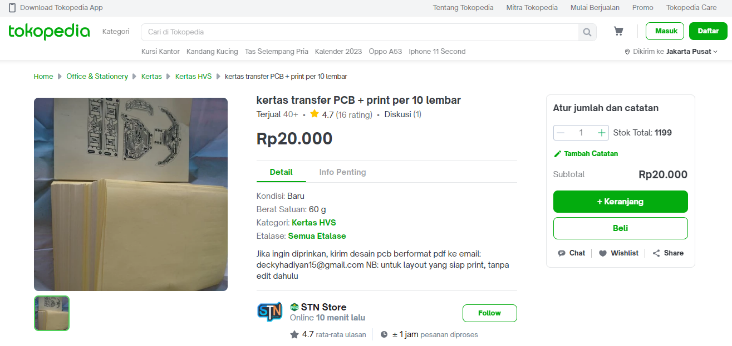 Download Tokopedia App
Tentang Tokopedia Mitra Tokopedia Mulai Berjualan Promo Tokopedia Care
tokopedia Kategori Cari di Tokopedia Masuk Daftar
Kursi Kantor Kandang Kucing Tas Selempang Pria Kalender 2023 Oppo A53 Iphone 11 Second
Dikirim ke Jakarta Pusat
Home Office & Stationery Kertas Kertas HVS kertas transfer PCB + print per 10 lembar
kertas transfer PCB + print per 10 lembar
Terjual 40+ • 4.7 (16 rating) • Diskusi (1)
Rp20.000
Detail Info Penting
Kondisi: Baru
Berat Satuan: 60 g
Kategori: Kertas HVS
Etalase: Semua Etalase
Jika ingin diprinkan, kirim desain pcb berformat pdf ke email:
deckyhadiyan15@gmail.com NB: untuk layout yang siap print, tanpa
edit dahulu
STN
STN Store
Online 10 menit lalu
Follow
4.7 rata-rata ulasan
± 1 jam pesanan diproses
Atur jumlah dan catatan
1 Stok Total: 1199
Tambah Catatan
Subtotal Rp20.000
+ Keranjang
Beli
Chat Wishlist Share